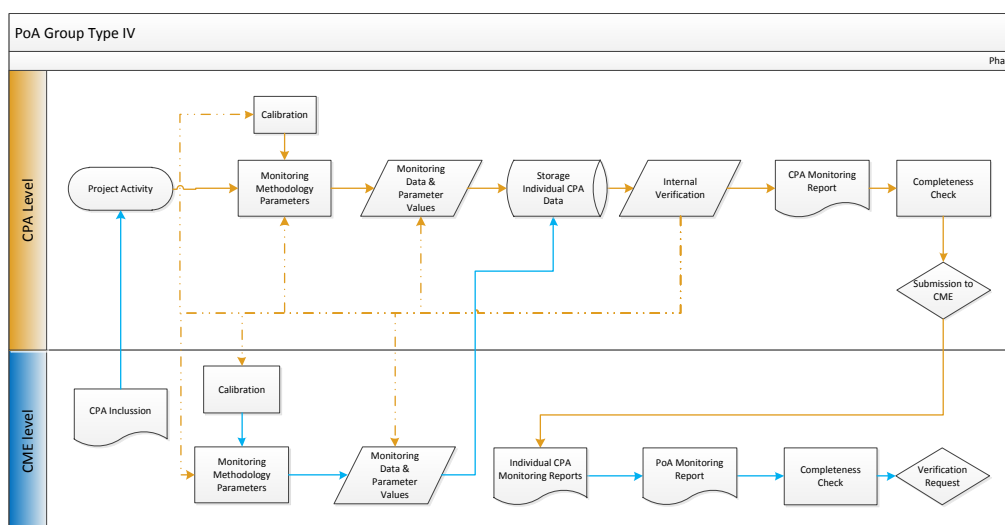 PoA Group Type IV
Pha
CPA Level
Calibration
Project Activity
Monitoring
Methodology
Parameters
Monitoring
Data &
Parameter
Values
Storage
Individual CPA
Data
Internal
Verification
CPA Monitoring
Report
Completeness
Check
Submission to
CME
CME level
CPA Inclussion
Calibration
Monitoring
Methodology
Parameters
Monitoring
Data &
Parameter
Values
Individual CPA
Monitoring Reports
PoA Monitoring
Report
Completeness
Check
Verification
Request